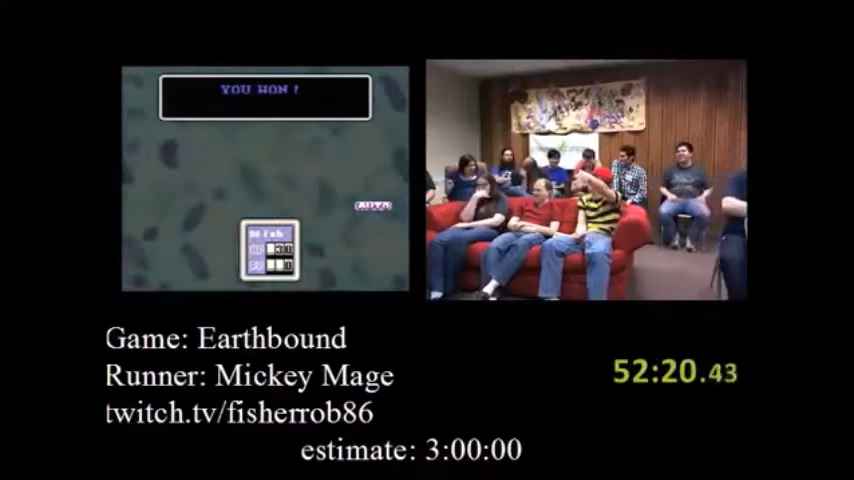 YOU WON!
Game: Earthbound
Runner: Mickey Mage
twitch.tv/fisherrob86
52:20.43
estimate: 3:00:00